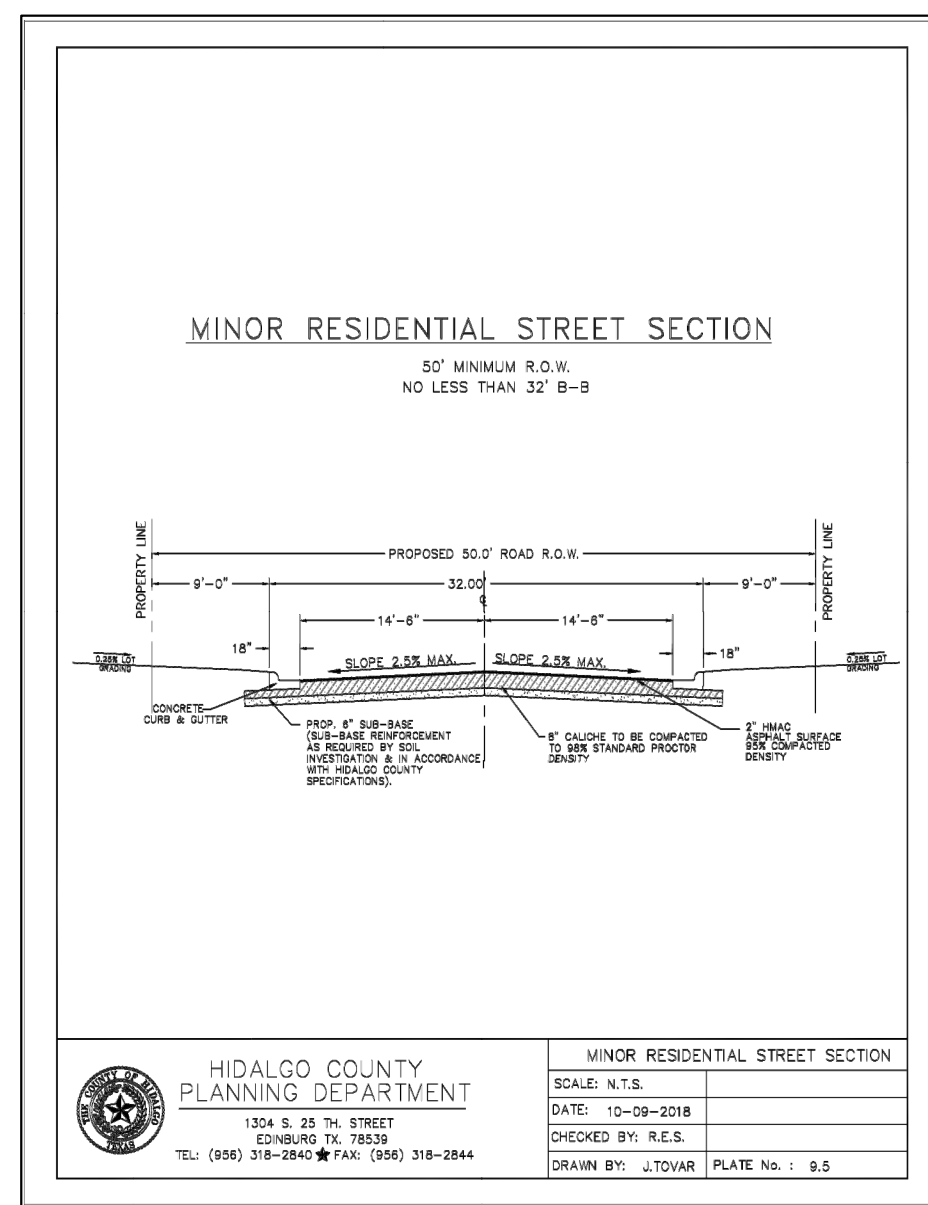 MINOR RESIDENTIAL STREET SECTION
50' MINIMUM R.O.W.
NO LESS THAN 32' B-B
PROPERTY LINE
PROPOSED 50.0' ROAD R.O.W.
PROPERTY LINE
9'-0"
32.00'
9'-0"
℄
14'-6"
14'-6"
18"
18"
0.25% LOT
GRADING
SLOPE 2.5% MAX.
SLOPE 2.5% MAX.
0.25% LOT
GRADING
CONCRETE
CURB & GUTTER
PROP. 6" SUB-BASE
(SUB-BASE REINFORCEMENT
AS REQUIRED BY SOIL
INVESTIGATION & IN ACCORDANCE
WITH HIDALGO COUNTY
SPECIFICATIONS).
CALICHE TO BE COMPACTED
TO 98% STANDARD PROCTOR
DENSITY
2" HMAC
ASPHALT SURFACE
95% COMPACTED
DENSITY
THE COUNTY OF HIDALGO
TEXAS
HIDALGO COUNTY
PLANNING DEPARTMENT
1304 S. 25 TH. STREET
EDINBURG TX. 78539
TEL: (956) 318-2840 ★ FAX: (956) 318-2844
MINOR RESIDENTIAL STREET SECTION
SCALE: N.T.S.
DATE: 10-09-2018
CHECKED BY: R.E.S.
DRAWN BY: J.TOVAR
PLATE No. : 9.5